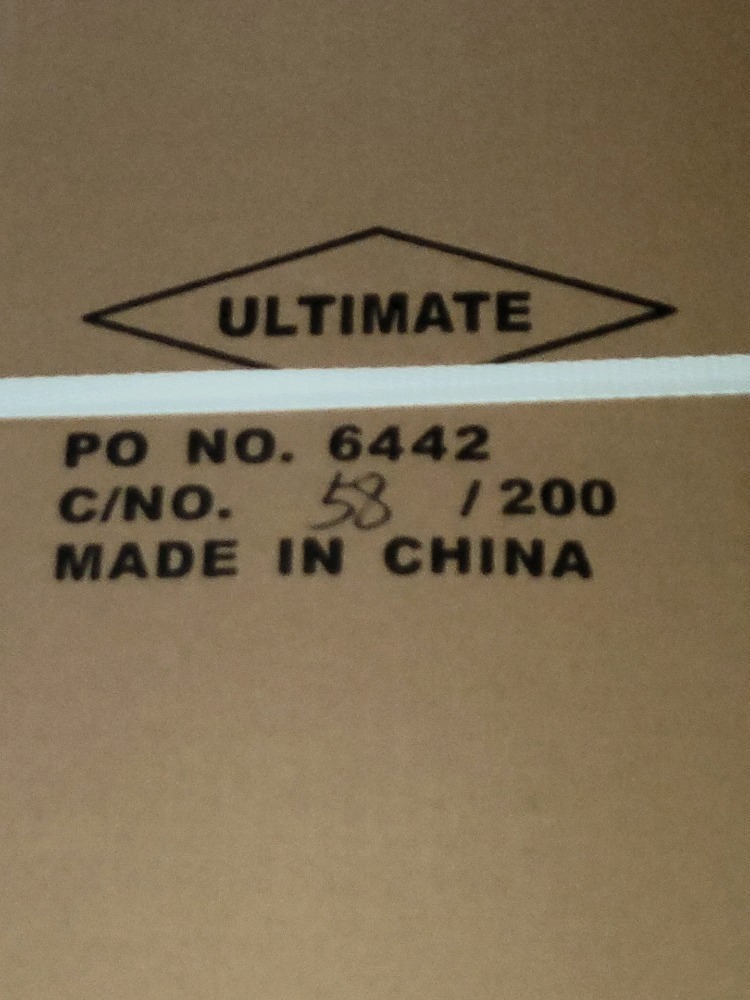 ULTIMATE
PO NO. 6442
C/NO. 58 / 200
MADE IN CHINA